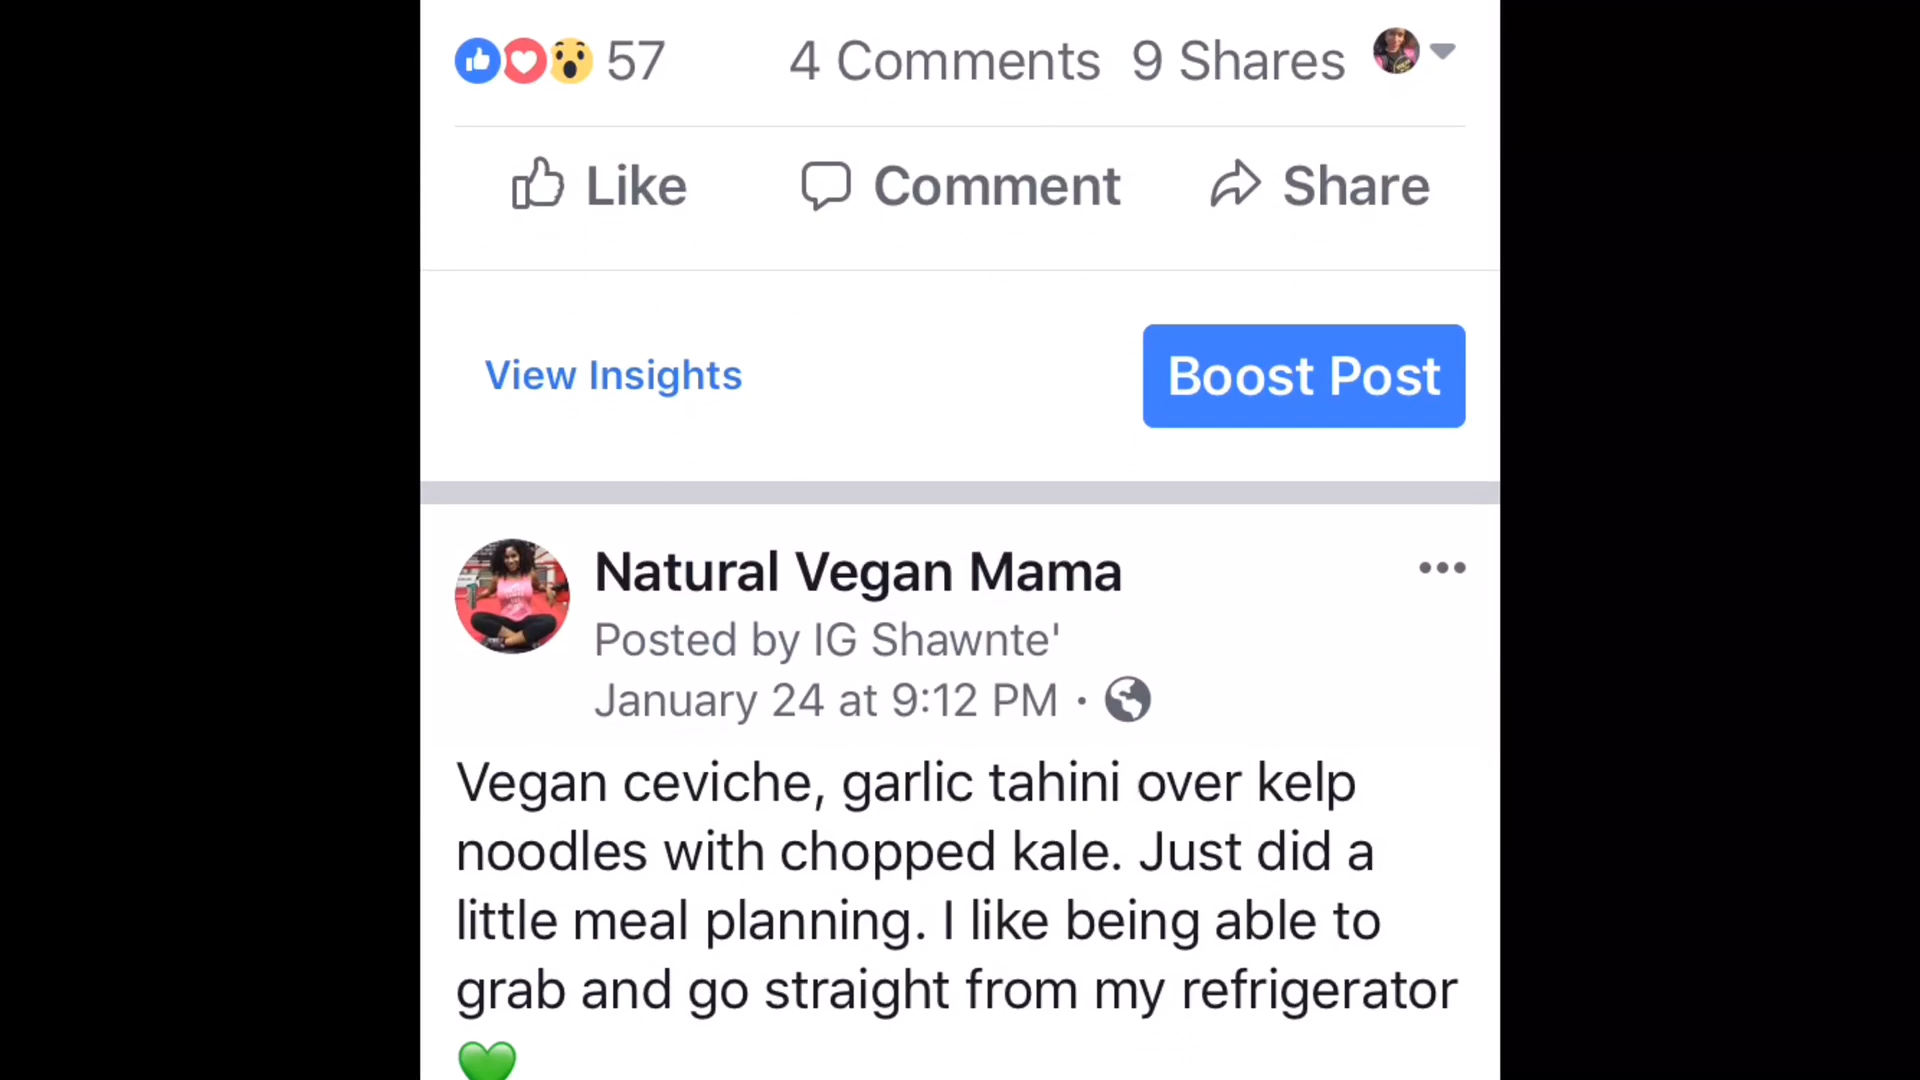 57 4 Comments 9 Shares
Like Comment Share
View Insights Boost Post
Natural Vegan Mama
Posted by IG Shawnte'
January 24 at 9:12 PM ·
Vegan ceviche, garlic tahini over kelp
noodles with chopped kale. Just did a
little meal planning. I like being able to
grab and go straight from my refrigerator
💚